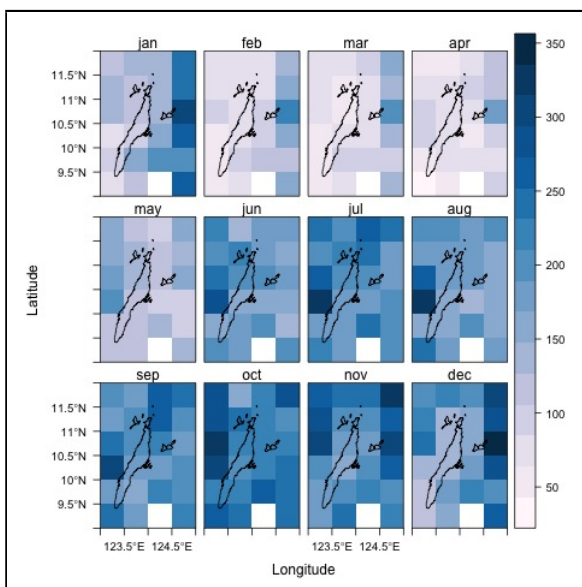 jan feb mar apr
11.5°N
11°N
10.5°N
10°N
9.5°N
may jun jul aug
sep oct nov dec
11.5°N
11°N
10.5°N
10°N
9.5°N
123.5°E 124.5°E 123.5°E 124.5°E
Longitude
Latitude
350
300
250
200
150
100
50